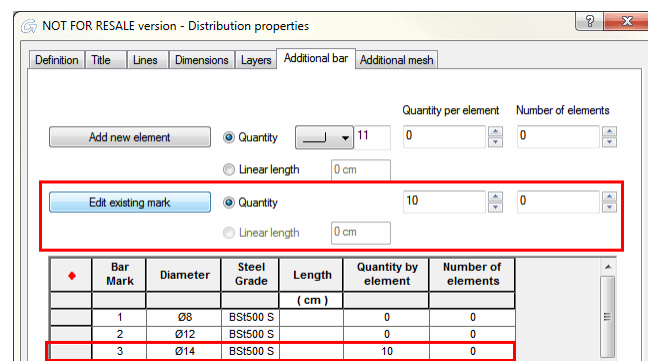 NOT FOR RESALE version - Distribution properties
Definition Title Lines Dimensions Layers Additional bar Additional mesh
Quantity per element Number of elements
Add new element Quantity 11 0 0
Linear length 0 cm
Edit existing mark Quantity 10 0
Linear length 0 cm
Bar Mark Diameter Steel Grade Length Quantity by element Number of elements
( cm )
1 Ø8 BSt500 S 0 0
2 Ø12 BSt500 S 0 0
3 Ø14 BSt500 S 10 0